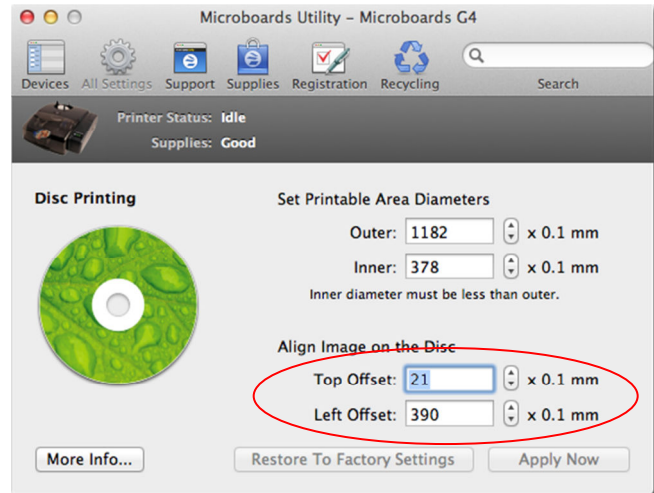 Microboards Utility – Microboards G4
Devices All Settings Support Supplies Registration Recycling Search
Printer Status: Idle
Supplies: Good
Disc Printing
Set Printable Area Diameters
Outer: 1182 x 0.1 mm
Inner: 378 x 0.1 mm
Inner diameter must be less than outer.
Align Image on the Disc
Top Offset: 21 x 0.1 mm
Left Offset: 390 x 0.1 mm
More Info... Restore To Factory Settings Apply Now